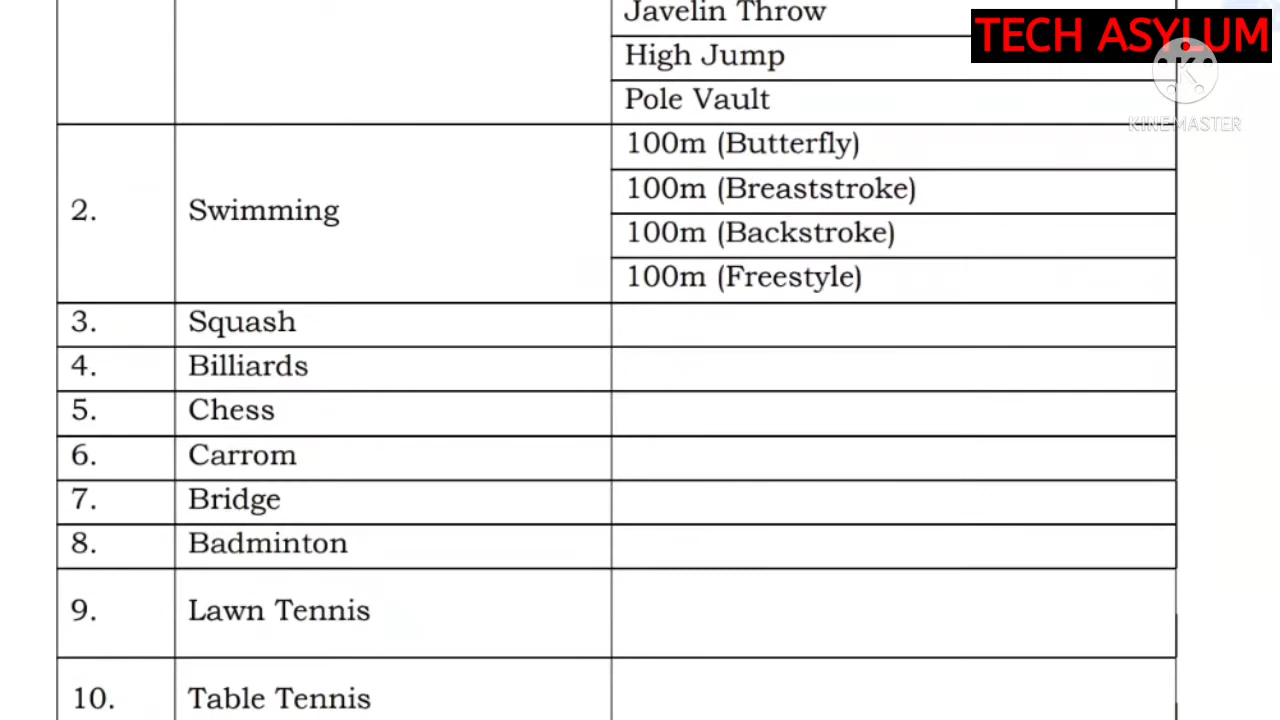 Javelin Throw
TECH ASYLUM
High Jump
K
Pole Vault
KINEMASTER
100m (Butterfly)
100m (Breaststroke)
2. Swimming
100m (Backstroke)
100m (Freestyle)
3. Squash
4. Billiards
5. Chess
6. Carrom
7. Bridge
8. Badminton
9. Lawn Tennis
10. Table Tennis